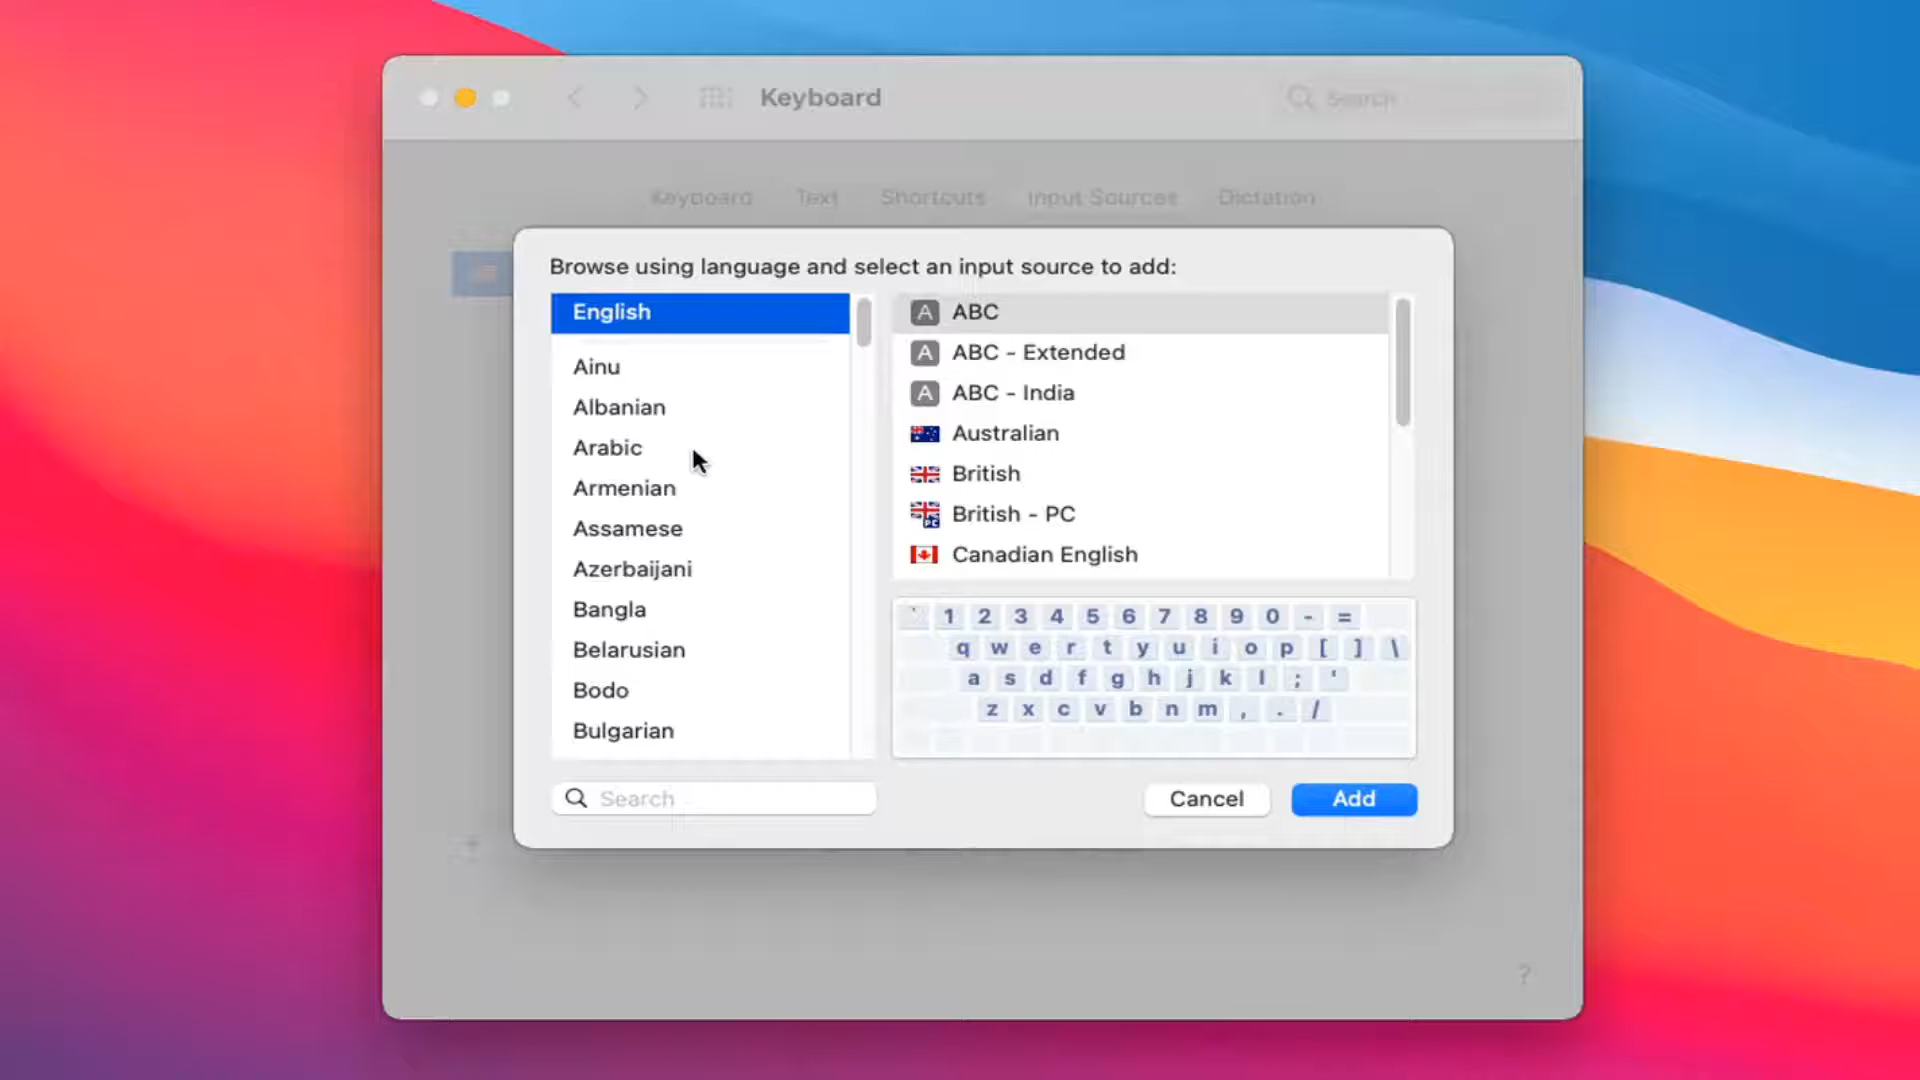 Keyboard
Search
Keyboard Text Shortcuts Input Sources Dictation
Browse using language and select an input source to add:
English
Ainu
Albanian
Arabic
Armenian
Assamese
Azerbaijani
Bangla
Belarusian
Bodo
Bulgarian
Search
A ABC
A ABC - Extended
A ABC - India
Australian
British
PC British - PC
Canadian English
` 1 2 3 4 5 6 7 8 9 0 - =
q w e r t y u i o p [ ] \
a s d f g h j k l ; '
z x c v b n m , . /
Cancel Add
?